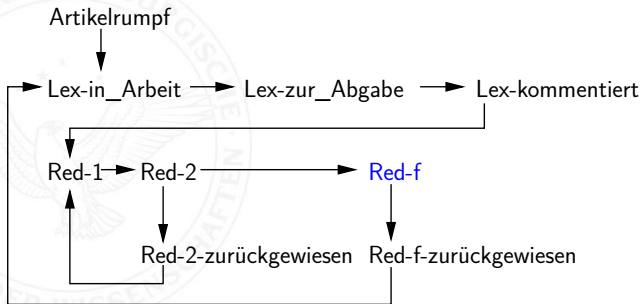 Artikelrumpf
Lex-in_Arbeit Lex-zur_Abgabe Lex-kommentiert
Red-1 Red-2 Red-f
Red-2-zurückgewiesen Red-f-zurückgewiesen